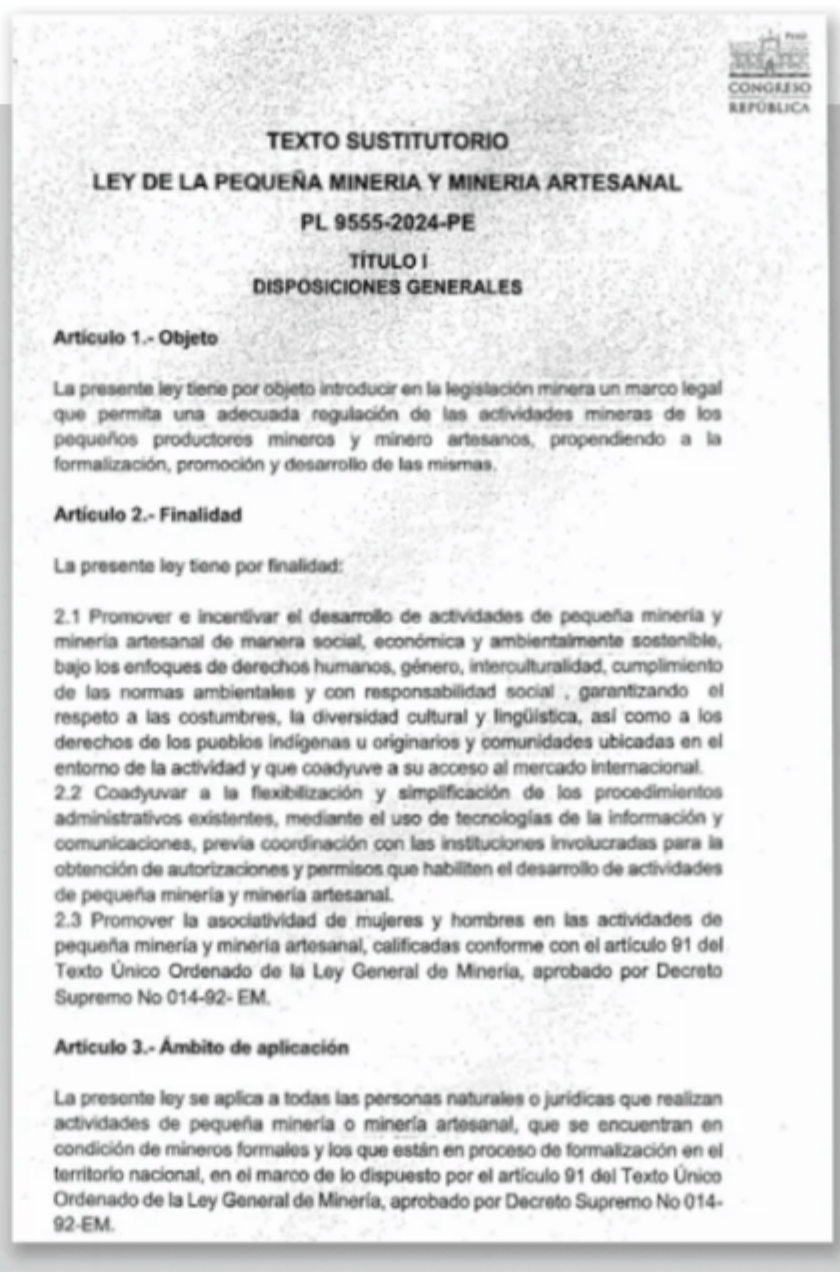 PERÚ
CONGRESO
REPÚBLICA
TEXTO SUSTITUTORIO
LEY DE LA PEQUEÑA MINERIA Y MINERIA ARTESANAL
PL 9555-2024-PE
TÍTULO I
DISPOSICIONES GENERALES
Artículo 1.- Objeto
La presente ley tiene por objeto introducir en la legislación minera un marco legal
que permita una adecuada regulación de las actividades mineras de los
pequeños productores mineros y minero artesanos, propendiendo a la
formalización, promoción y desarrollo de las mismas.
Artículo 2.- Finalidad
La presente ley tiene por finalidad:
2.1 Promover e incentivar el desarrollo de actividades de pequeña minería y
minería artesanal de manera social, económica y ambientalmente sostenible,
bajo los enfoques de derechos humanos, género, interculturalidad, cumplimiento
de las normas ambientales y con responsabilidad social , garantizando el
respeto a las costumbres, la diversidad cultural y lingüística, así como a los
derechos de los pueblos indígenas u originarios y comunidades ubicadas en el
entorno de la actividad y que coadyuve a su acceso al mercado internacional.
2.2 Coadyuvar a la flexibilización y simplificación de los procedimientos
administrativos existentes, mediante el uso de tecnologías de la información y
comunicaciones, previa coordinación con las instituciones involucradas para la
obtención de autorizaciones y permisos que habiliten el desarrollo de actividades
de pequeña minería y minería artesanal.
2.3 Promover la asociatividad de mujeres y hombres en las actividades de
pequeña minería y minería artesanal, calificadas conforme con el artículo 91 del
Texto Único Ordenado de la Ley General de Minería, aprobado por Decreto
Supremo No 014-92- EM.
Artículo 3.- Ámbito de aplicación
La presente ley se aplica a todas las personas naturales o jurídicas que realizan
actividades de pequeña minería o minería artesanal, que se encuentran en
condición de mineros formales y los que están en proceso de formalización en el
territorio nacional, en el marco de lo dispuesto por el artículo 91 del Texto Único
Ordenado de la Ley General de Minería, aprobado por Decreto Supremo No 014-
92-EM.